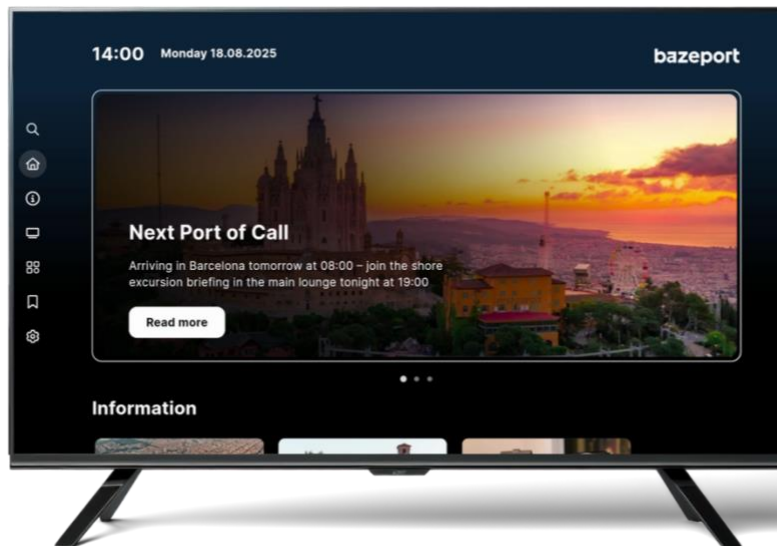 14:00 Monday 18.08.2025
bazeport
Next Port of Call
Arriving in Barcelona tomorrow at 08:00 – join the shore
excursion briefing in the main lounge tonight at 19:00
Read more
Information